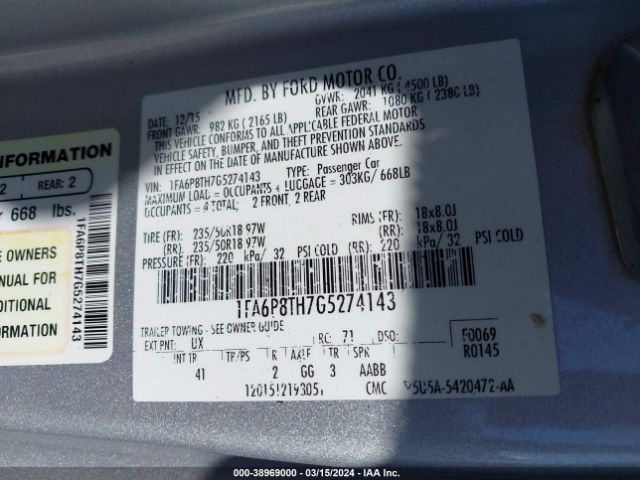 MFD. BY FORD MOTOR CO.
DATE: 12/15 GVWR: 2041 KG (4500 LB)
FRONT GAWR: 982 KG (2165 LB) REAR GAWR: 1080 KG (2380 LB)
THIS VEHICLE CONFORMS TO ALL APPLICABLE FEDERAL MOTOR
VEHICLE SAFETY, BUMPER, AND THEFT PREVENTION STANDARDS
IN EFFECT ON THE DATE OF MANUFACTURE SHOWN ABOVE.
VIN: 1FA6P8TH7G5274143 TYPE: Passenger Car
MAXIMUM LOAD = OCCUPANTS + LUGGAGE = 303KG/ 668LB
OCCUPANTS = 4 TOTAL; 2 FRONT, 2 REAR
TIRE (FR): 235/50R18 97W RIMS (FR): 18x8.0J
(RR): 235/50R18 97W (RR): 18x8.0J
PRESSURE (FR): 220 kPa/ 32 PSI COLD (RR): 220 kPa/ 32 PSI COLD
1FA6P8TH7G5274143
TRAILER TOWING - SEE OWNER GUIDE
EXT PNT: UX RC: 71 DSO: F0069
INT TR TP/PS R AXLE TR SPR R0145
41 2 GG 3 AABB
CMC
INFORMATION
2 REAR: 2
668 lbs.
OWNERS
MANUAL FOR
ADDITIONAL
INFORMATION
1FA6P8TH7G5274143
000-38969000 - 03/15/2024 - IAA Inc.